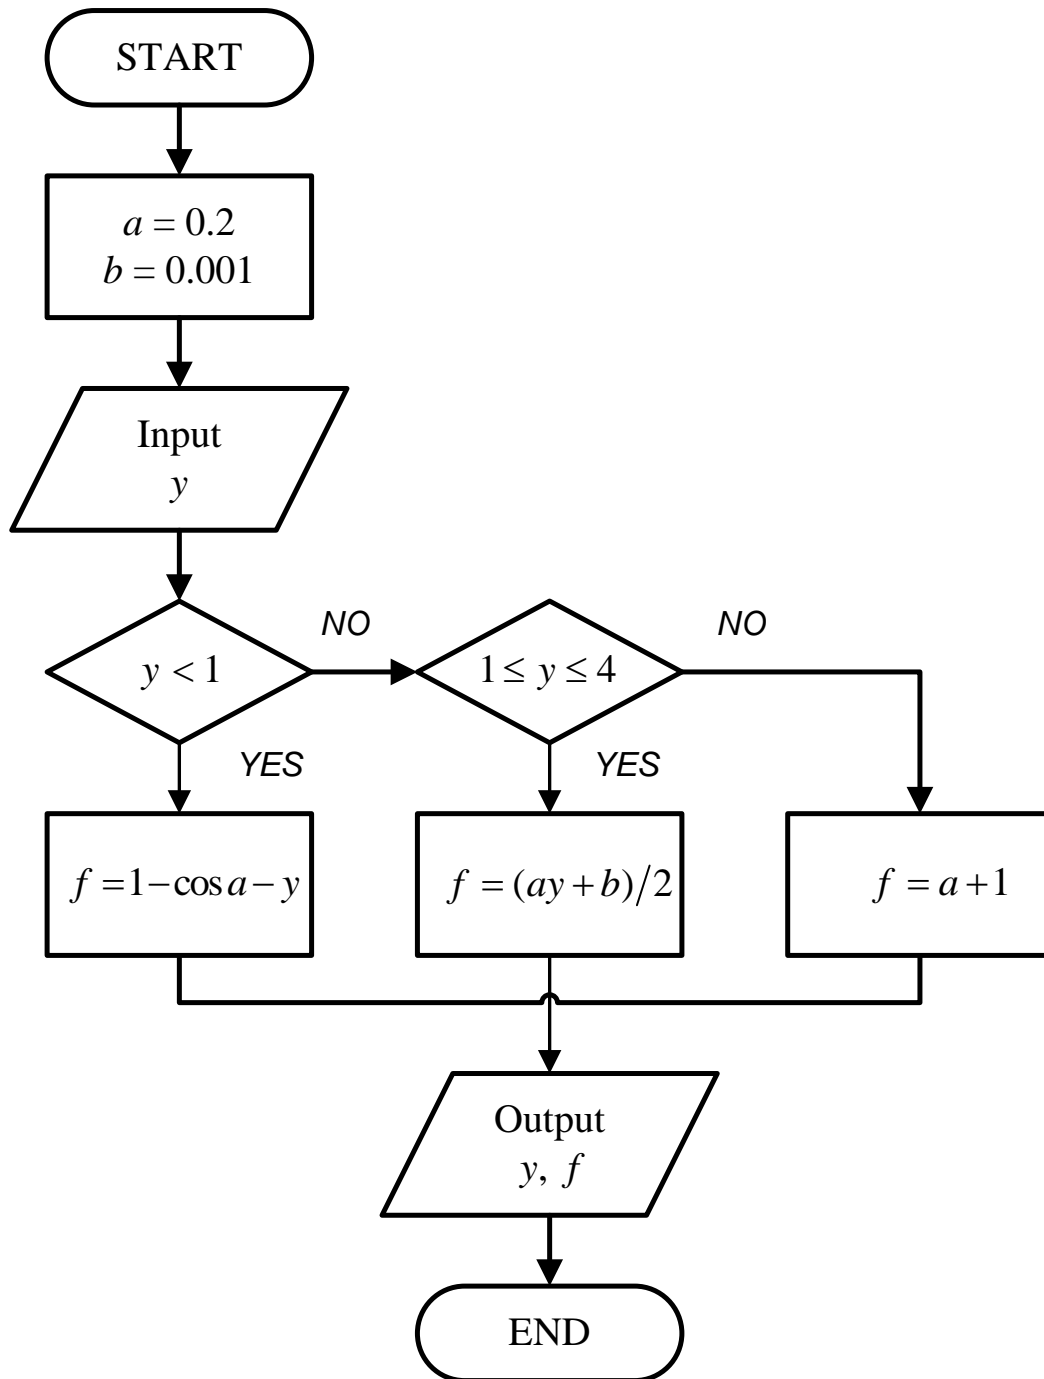 START
a = 0.2
b = 0.001
Input
y
NO
NO
y < 1
1 ≤ y ≤ 4
YES
YES
f = 1 − cos a − y
f = (ay + b)/2
f = a + 1
Output
y, f
END